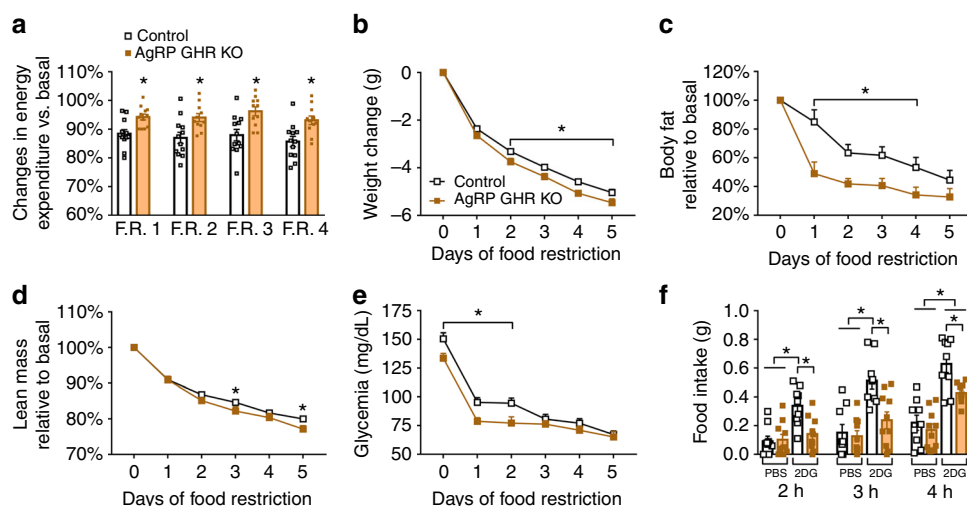 a
Control
AgRP GHR KO
Changes in energy
expenditure vs. basal
110%
100%
90%
80%
70%
60%
* * * *
F.R. 1 F.R. 2 F.R. 3 F.R. 4
b
Weight change (g)
0
−2
−4
−6
*
Control
AgRP GHR KO
0 1 2 3 4 5
Days of food restriction
c
Body fat
relative to basal
120%
100%
80%
60%
40%
20%
*
0 1 2 3 4 5
Days of food restriction
d
Lean mass
relative to basal
110%
100%
90%
80%
70%
* *
0 1 2 3 4 5
Days of food restriction
e
Glycemia (mg/dL)
175
150
125
100
75
50
*
0 1 2 3 4 5
Days of food restriction
f
Food intake (g)
1.0
0.8
0.6
0.4
0.2
0.0
* * * * * *
PBS 2DG PBS 2DG PBS 2DG
2 h 3 h 4 h